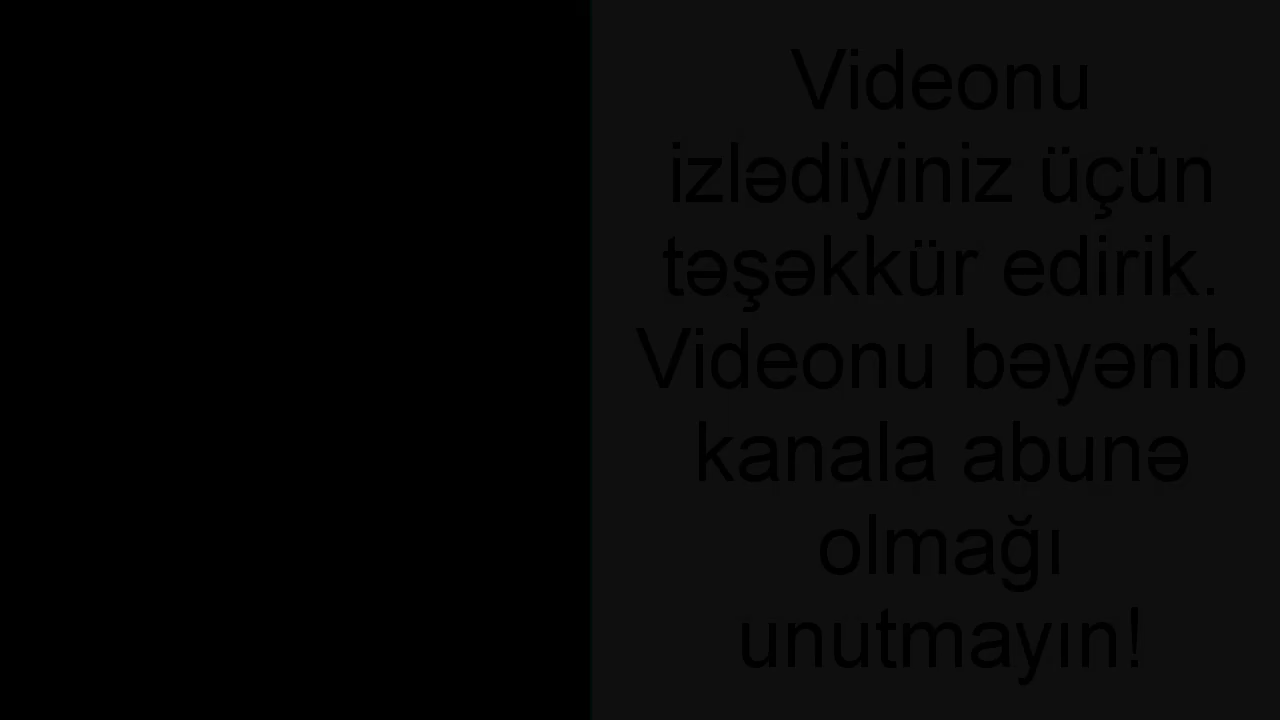 Videonu
izlədiyiniz üçün
təşəkkür edirik.
Videonu bəyənib
kanala abunə
olmağı
unutmayın!